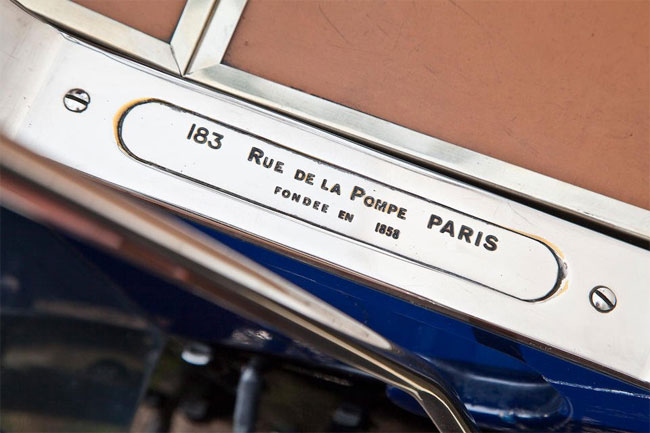 183 RUE DE LA POMPE PARIS
FONDEE EN 1858